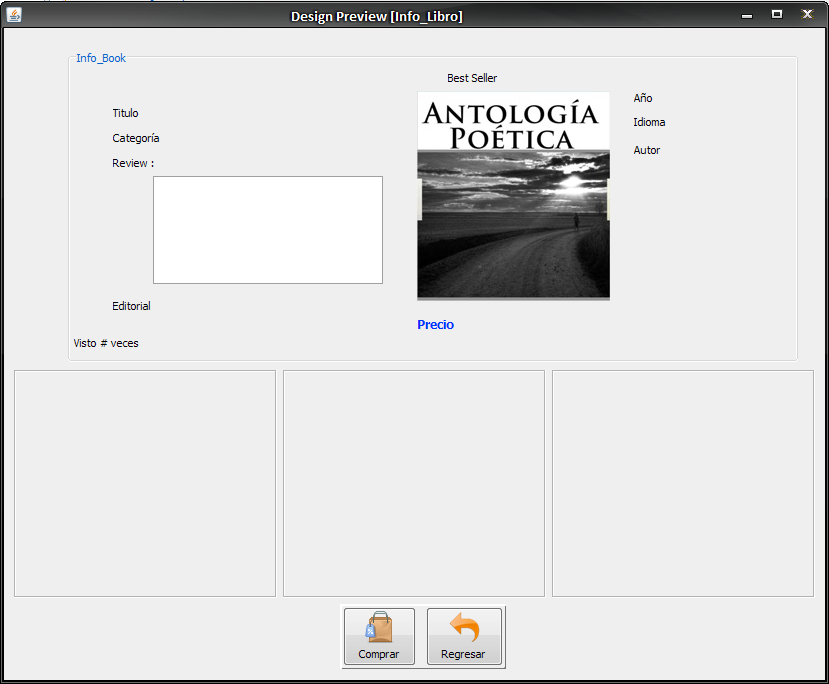 Design Preview [Info_Libro]
Info_Book
Best Seller
Titulo
Categoría
Review :
Editorial
Visto # veces
ANTOLOGÍA
POÉTICA
Precio
Año
Idioma
Autor
Comprar
Regresar